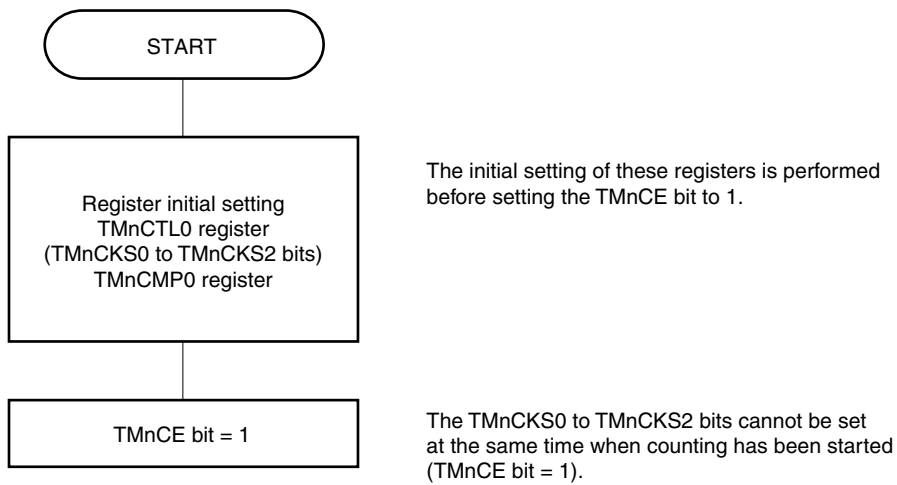 START
Register initial setting
TMnCTL0 register
(TMnCKS0 to TMnCKS2 bits)
TMnCMP0 register
The initial setting of these registers is performed
before setting the TMnCE bit to 1.
TMnCE bit = 1
The TMnCKS0 to TMnCKS2 bits cannot be set
at the same time when counting has been started
(TMnCE bit = 1).